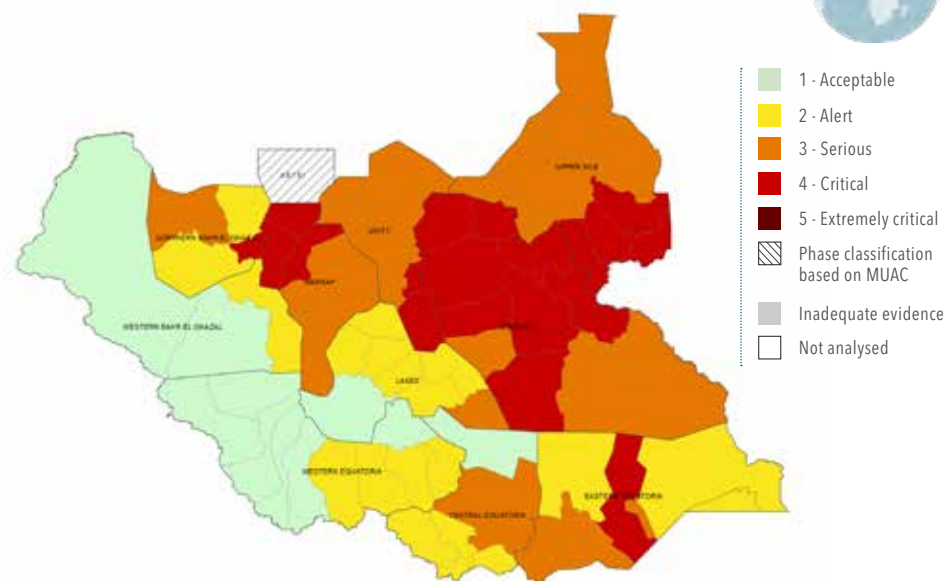 1 - Acceptable
2 - Alert
3 - Serious
4 - Critical
5 - Extremely critical
Phase classification
based on MUAC
Inadequate evidence
Not analysed
UPPER NILE
UNITY
NORTHERN BAHR EL GHAZAL
WARRAP
WESTERN BAHR EL GHAZAL
LAKES
WESTERN EQUATORIA
EASTERN EQUATORIA
CENTRAL EQUATORIA